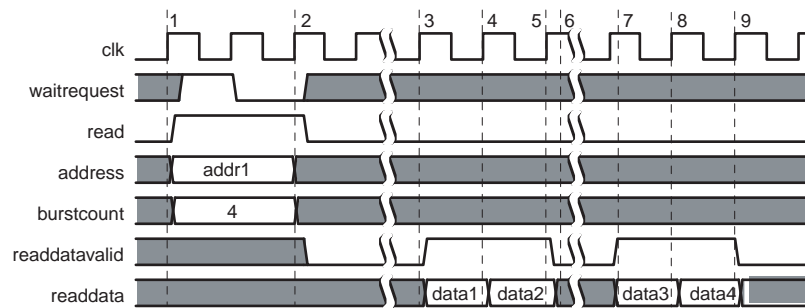 1 2 3 4 5 6 7 8 9
clk
waitrequest
read
address addr1
burstcount 4
readdatavalid
readdata data1 data2 data3 data4